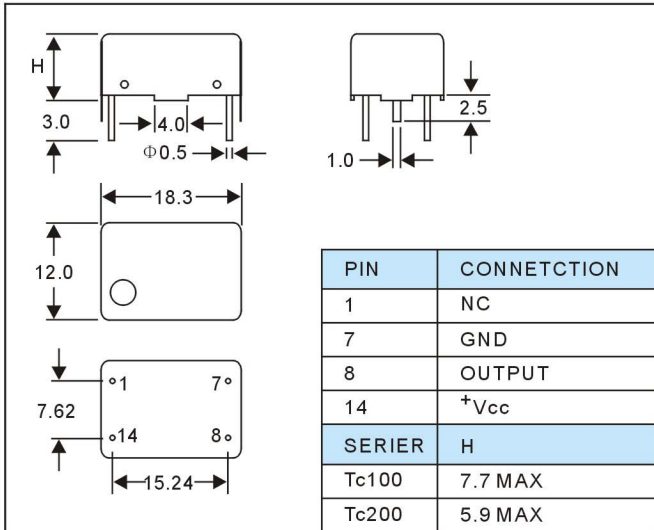 H
3.0
4.0
Φ0.5
2.5
1.0
18.3
12.0
1
7
14
8
7.62
15.24
PIN CONNETCTION
1 NC
7 GND
8 OUTPUT
14 +Vcc
SERIER H
Tc100 7.7 MAX
Tc200 5.9 MAX